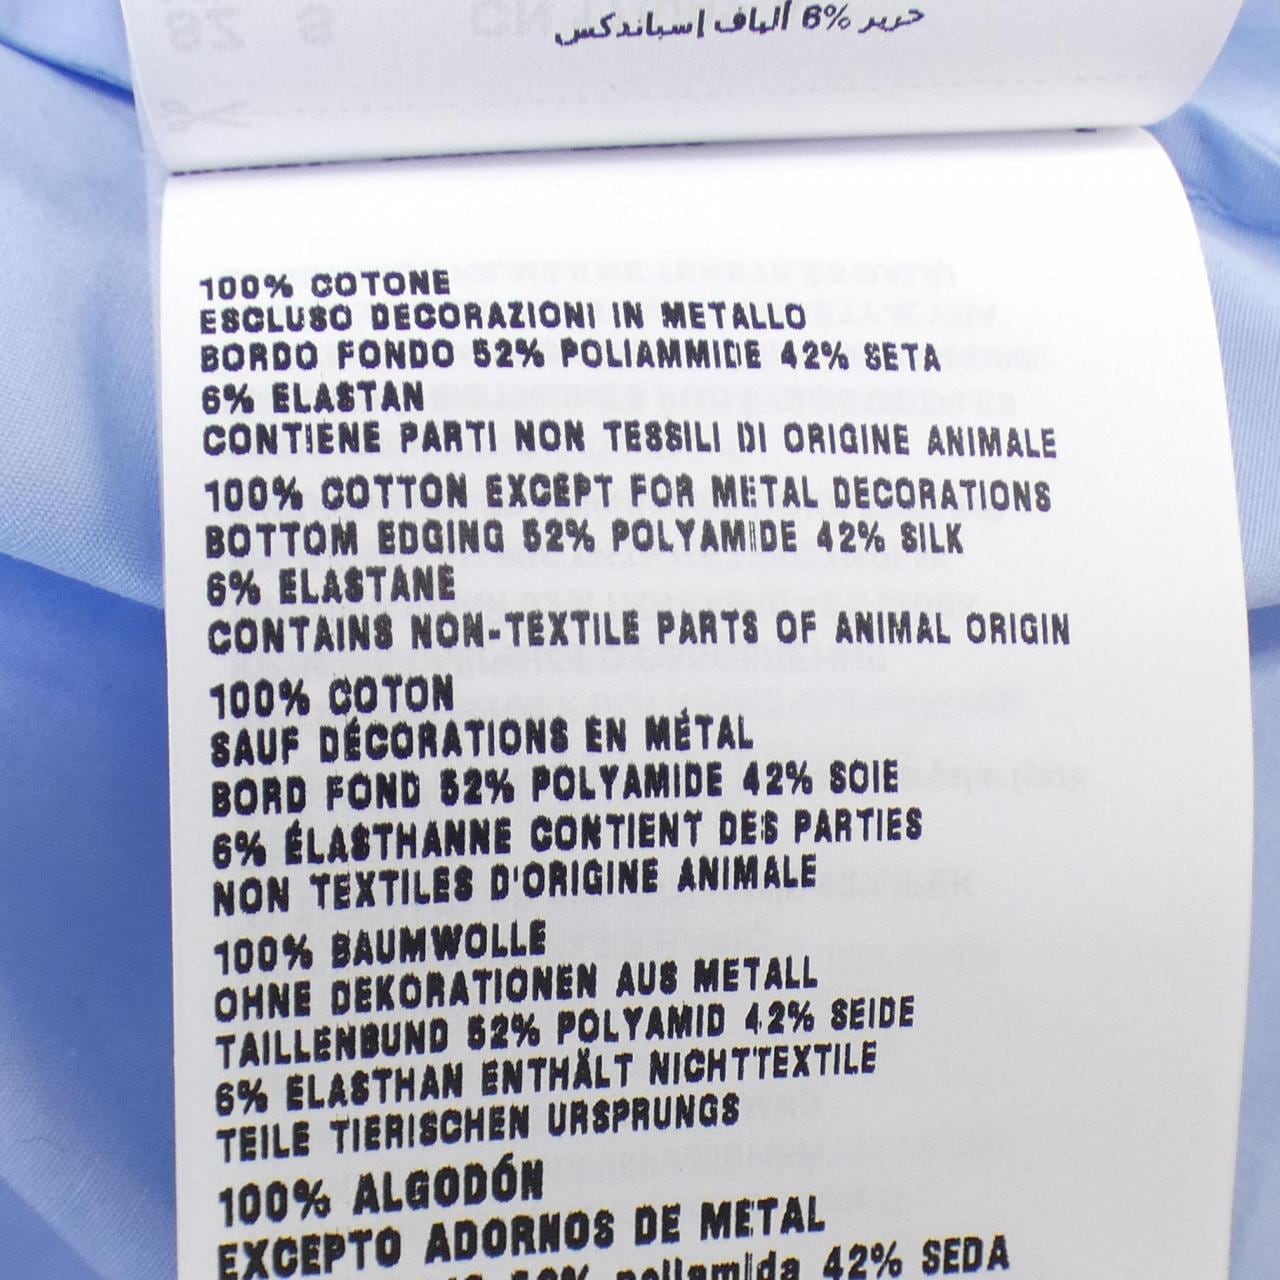 حرير 6% ألياف إسباندكس
100% COTONE
ESCLUSO DECORAZIONI IN METALLO
BORDO FONDO 52% POLIAMMIDE 42% SETA
6% ELASTAN
CONTIENE PARTI NON TESSILI DI ORIGINE ANIMALE
100% COTTON EXCEPT FOR METAL DECORATIONS
BOTTOM EDGING 52% POLYAMIDE 42% SILK
6% ELASTANE
CONTAINS NON-TEXTILE PARTS OF ANIMAL ORIGIN
100% COTON
SAUF DÉCORATIONS EN MÉTAL
BORD FOND 52% POLYAMIDE 42% SOIE
6% ÉLASTHANNE CONTIENT DES PARTIES
NON TEXTILES D'ORIGINE ANIMALE
100% BAUMWOLLE
OHNE DEKORATIONEN AUS METALL
TAILLENBUND 52% POLYAMID 42% SEIDE
6% ELASTHAN ENTHÄLT NICHTTEXTILE
TEILE TIERISCHEN URSPRUNGS
100% ALGODÓN
EXCEPTO ADORNOS DE METAL
poliamida 42% SEDA